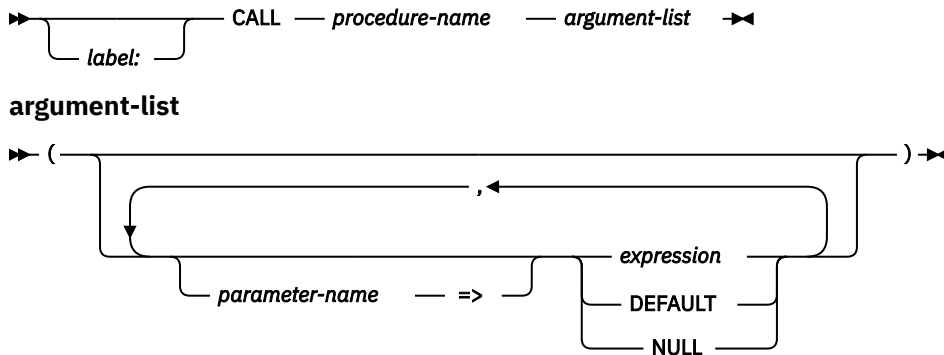 CALL procedure-name argument-list
label:
argument-list
( )
,
expression
parameter-name =>
DEFAULT
NULL